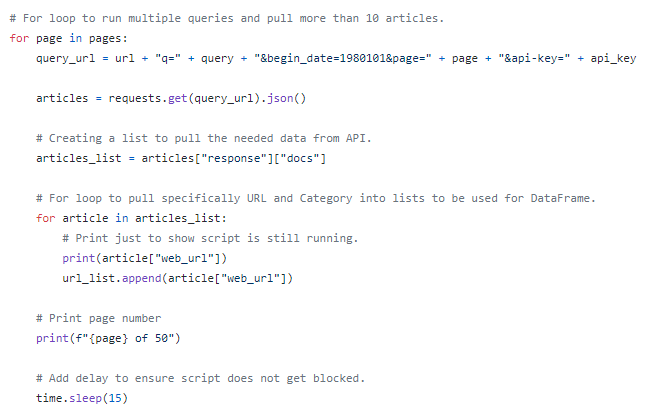 # For loop to run multiple queries and pull more than 10 articles.
for page in pages:
    query_url = url + "q=" + query + "&begin_date=1980101&page=" + page + "&api-key=" + api_key

    articles = requests.get(query_url).json()

    # Creating a list to pull the needed data from API.
    articles_list = articles["response"]["docs"]

    # For loop to pull specifically URL and Category into lists to be used for DataFrame.
    for article in articles_list:
        # Print just to show script is still running.
        print(article["web_url"])
        url_list.append(article["web_url"])

    # Print page number
    print(f"{page} of 50")

    # Add delay to ensure script does not get blocked.
    time.sleep(15)